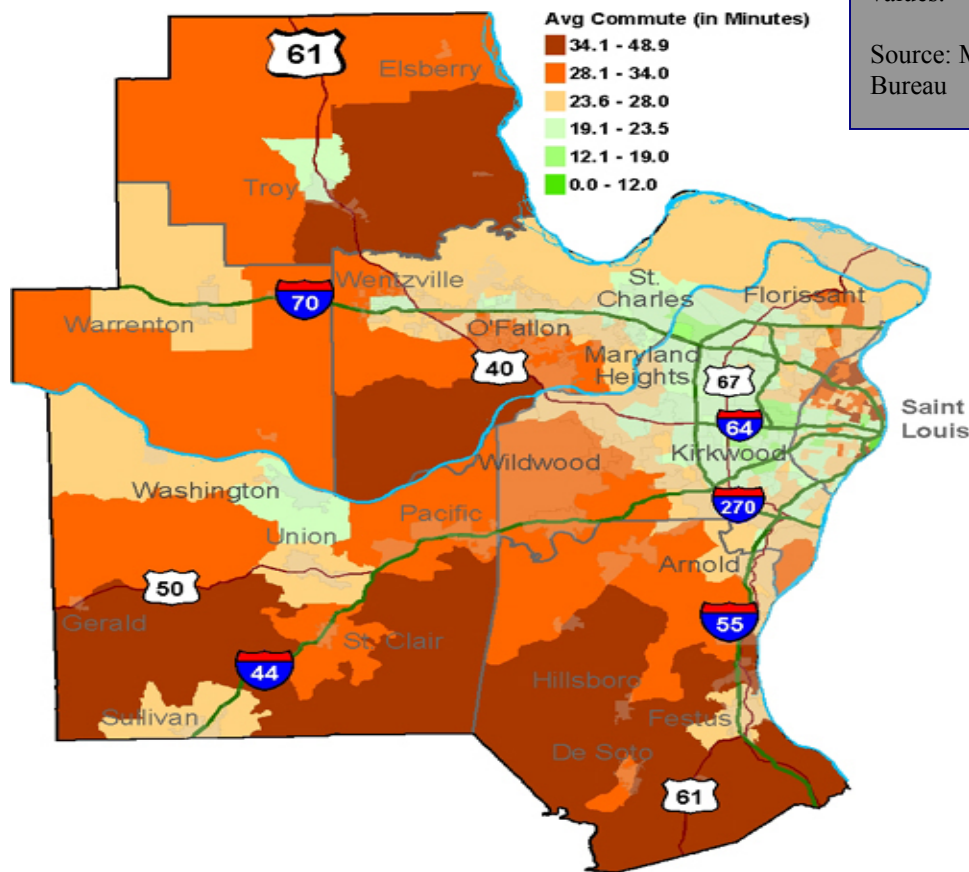 Avg Commute (in Minutes)
34.1 - 48.9
28.1 - 34.0
23.6 - 28.0
19.1 - 23.5
12.1 - 19.0
0.0 - 12.0
values.
Source: M
Bureau
61
Elsberry
Troy
Wentzville
70
Warrenton
St.
Charles
Florissant
O'Fallon
Maryland
Heights
40
67
64
Saint
Louis
Kirkwood
Wildwood
Washington
270
Pacific
Union
Arnold
50
Gerald
55
St. Clair
44
Hillsboro
Sullivan
Festus
De Soto
61